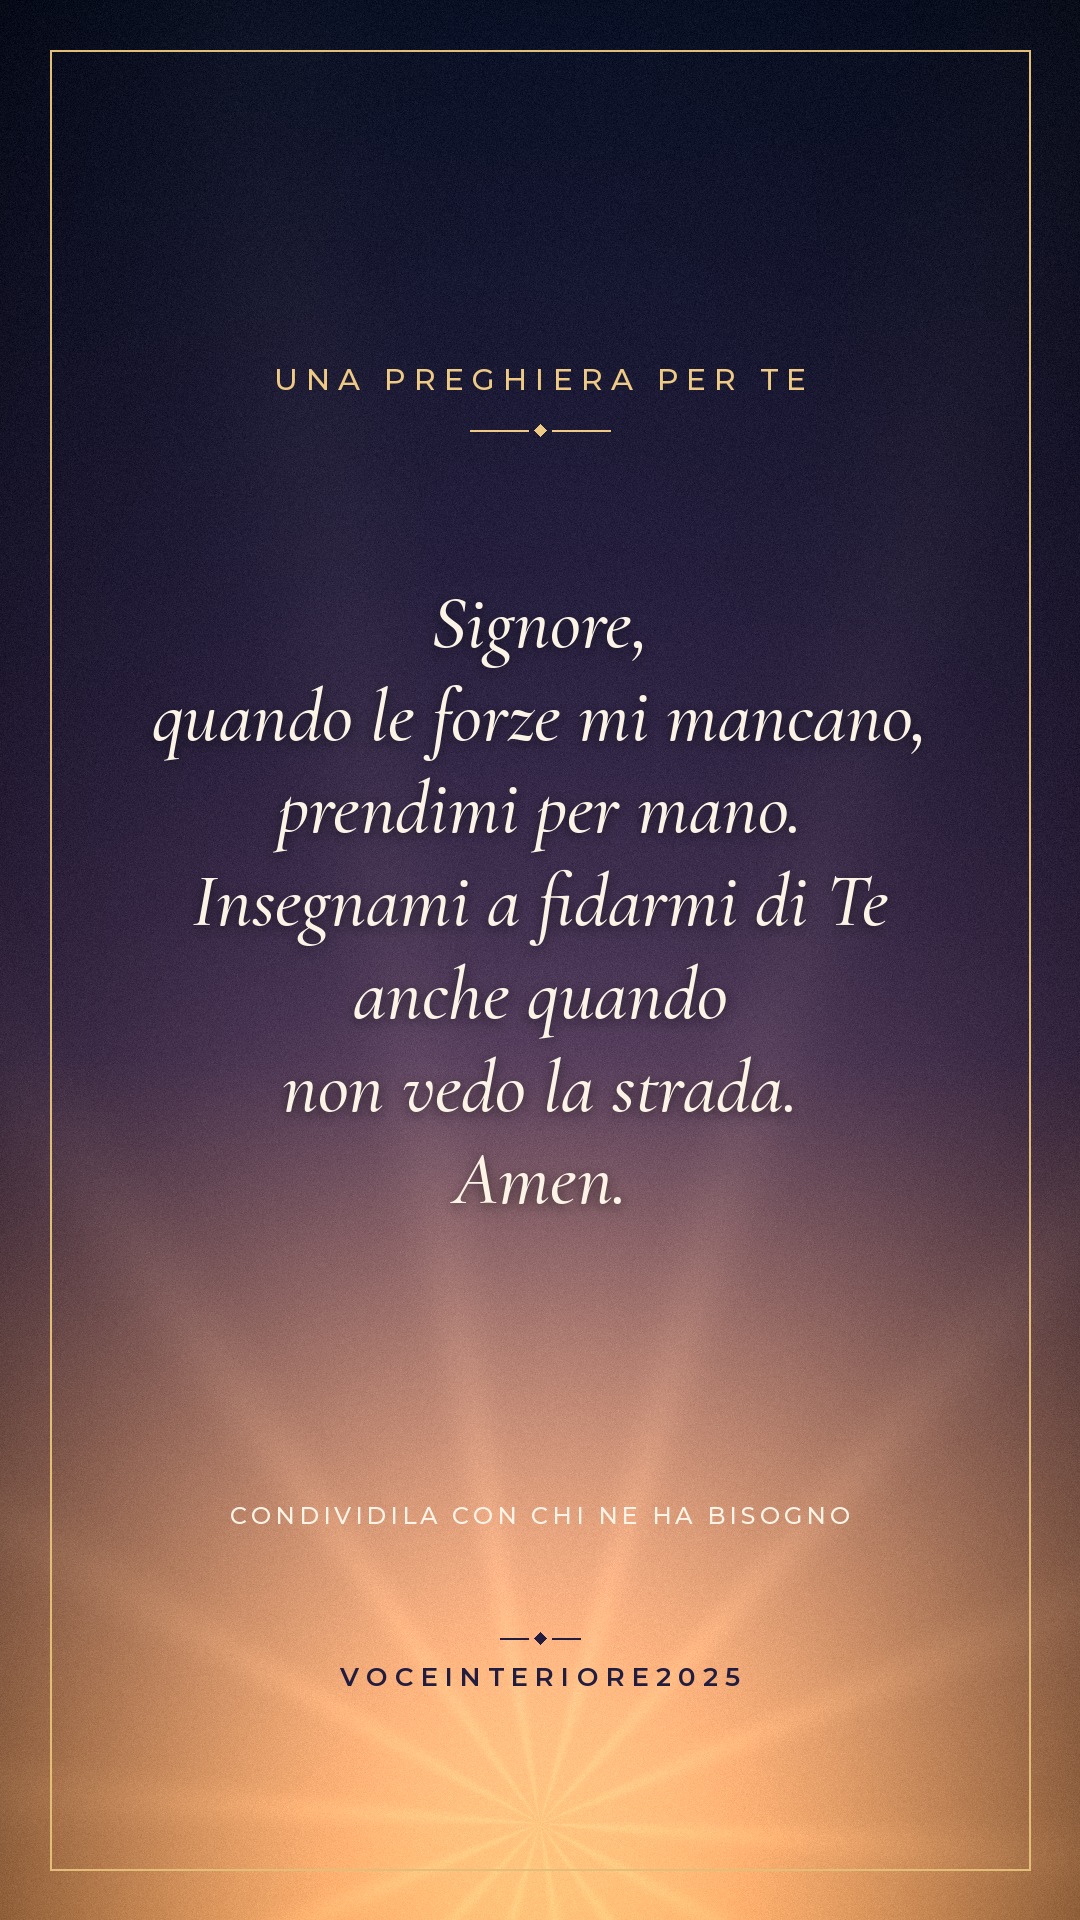 UNA PREGHIERA PER TE
Signore,
quando le forze mi mancano,
prendimi per mano.
Insegnami a fidarmi di Te
anche quando
non vedo la strada.
Amen.
CONDIVIDILA CON CHI NE HA BISOGNO
VOCEINTERIORE2025